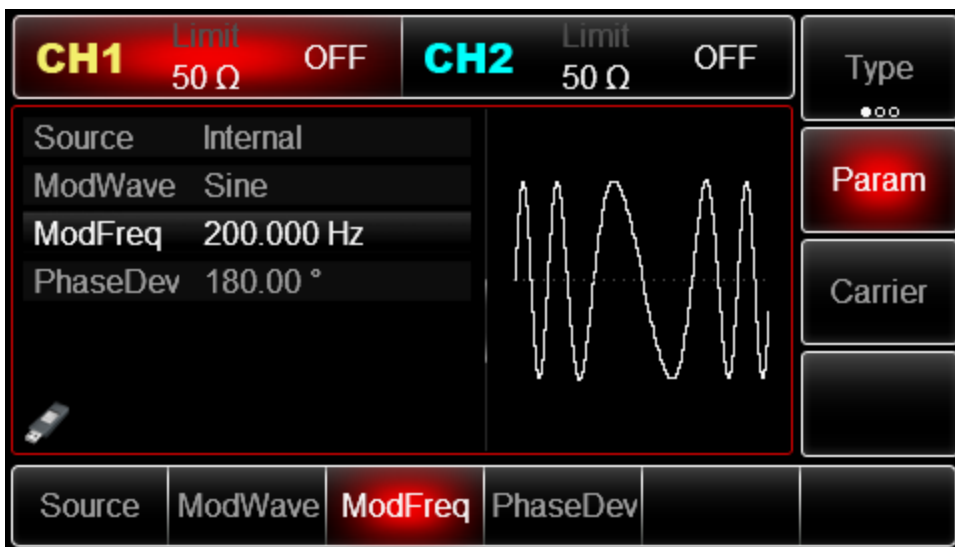 CH1 Limit 50 Ω OFF CH2 Limit 50 Ω OFF
Type
Source Internal
ModWave Sine
Param
ModFreq 200.000 Hz
PhaseDev 180.00 °
Carrier
Source ModWave ModFreq PhaseDev